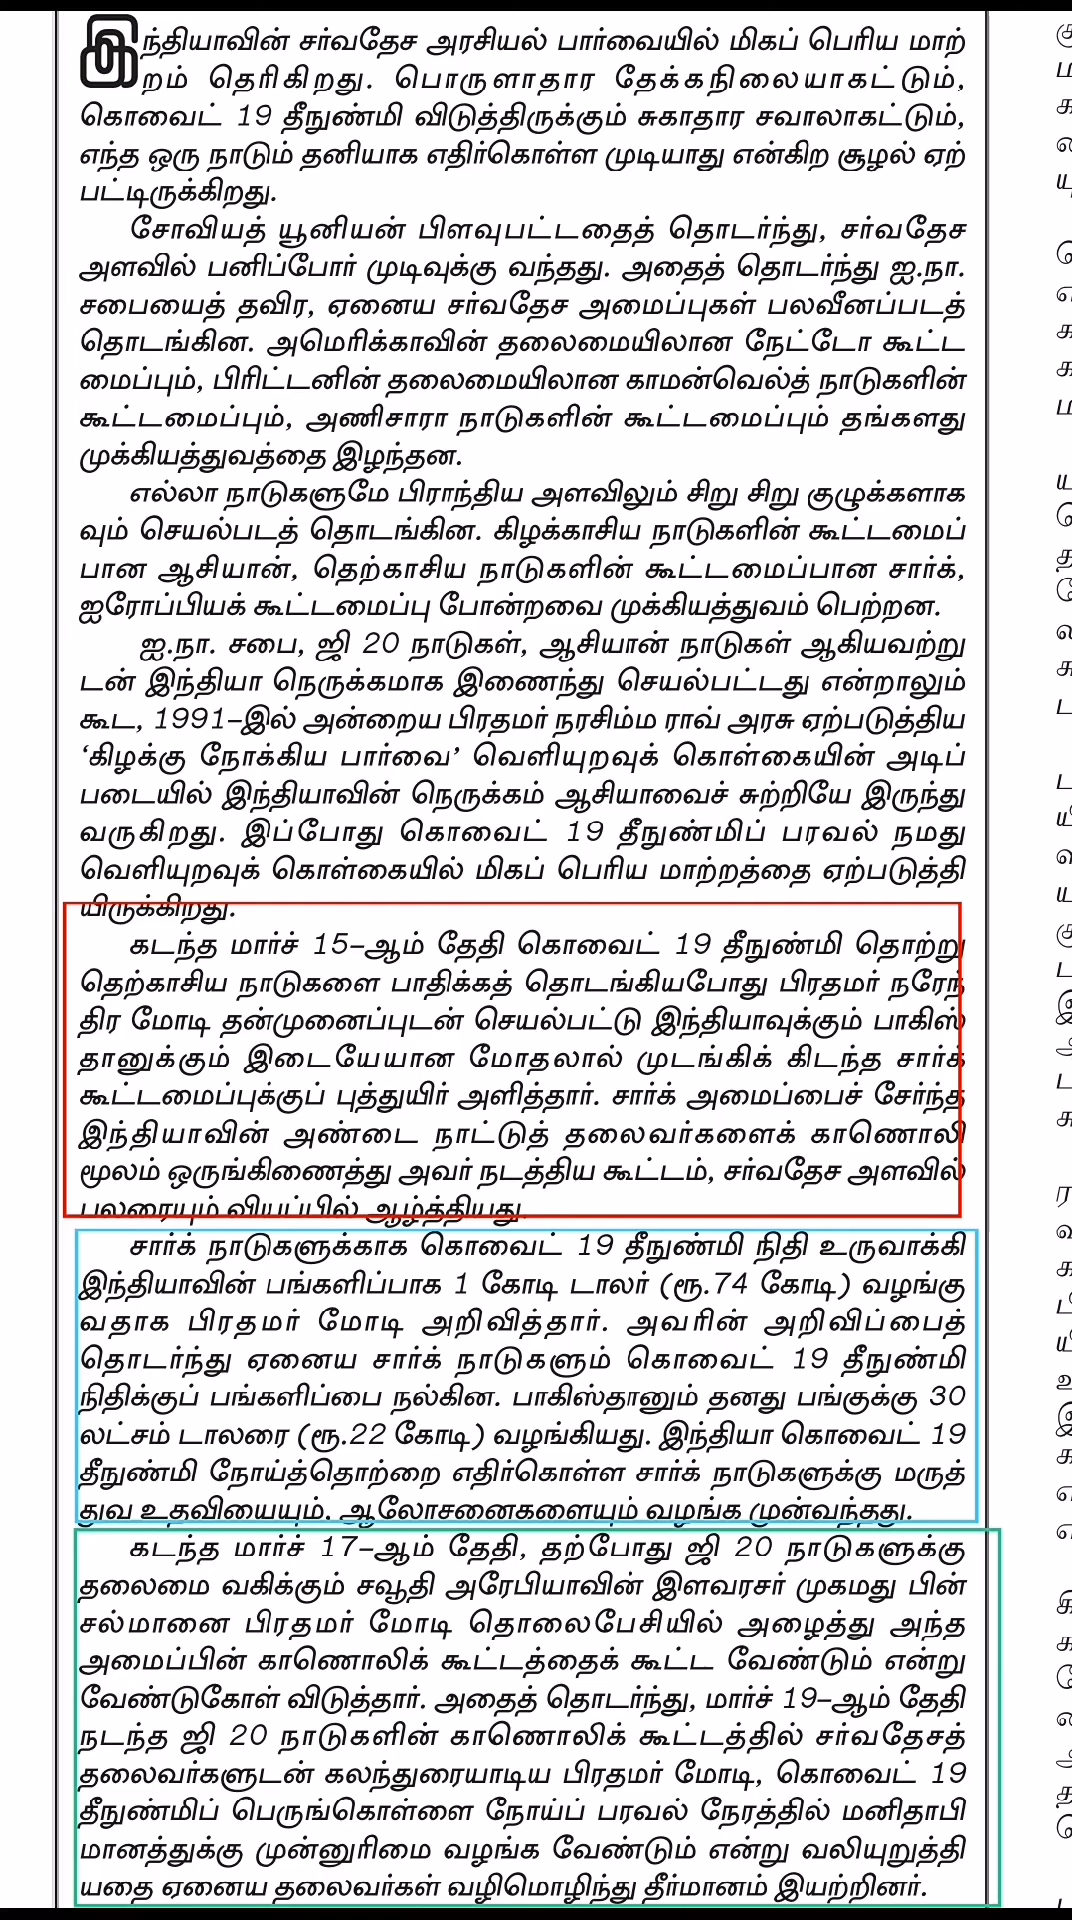 இந்தியாவின் சர்வதேச அரசியல் பார்வையில் மிகப் பெரிய மாற்
றம் தெரிகிறது. பொருளாதார தேக்கநிலையாகட்டும்,
கொவைட் 19 தீநுண்மி விடுத்திருக்கும் சுகாதார சவாலாகட்டும்,
எந்த ஒரு நாடும் தனியாக எதிர்கொள்ள முடியாது என்கிற சூழல் ஏற்
பட்டிருக்கிறது.
சோவியத் யூனியன் பிளவுபட்டதைத் தொடர்ந்து, சர்வதேச
அளவில் பனிப்போர் முடிவுக்கு வந்தது. அதைத் தொடர்ந்து ஐ.நா.
சபையைத் தவிர, ஏனைய சர்வதேச அமைப்புகள் பலவீனப்படத்
தொடங்கின. அமெரிக்காவின் தலைமையிலான நேட்டோ கூட்ட
மைப்பும், பிரிட்டனின் தலைமையிலான காமன்வெல்த் நாடுகளின்
கூட்டமைப்பும், அணிசாரா நாடுகளின் கூட்டமைப்பும் தங்களது
முக்கியத்துவத்தை இழந்தன.
எல்லா நாடுகளுமே பிராந்திய அளவிலும் சிறு சிறு குழுக்களாக
வும் செயல்படத் தொடங்கின. கிழக்காசிய நாடுகளின் கூட்டமைப்
பான ஆசியான், தெற்காசிய நாடுகளின் கூட்டமைப்பான சார்க்,
ஐரோப்பியக் கூட்டமைப்பு போன்றவை முக்கியத்துவம் பெற்றன.
ஐ.நா. சபை, ஜி 20 நாடுகள், ஆசியான் நாடுகள் ஆகியவற்று
டன் இந்தியா நெருக்கமாக இணைந்து செயல்பட்டது என்றாலும்
கூட, 1991-இல் அன்றைய பிரதமர் நரசிம்ம ராவ் அரசு ஏற்படுத்திய
‘கிழக்கு நோக்கிய பார்வை’ வெளியுறவுக் கொள்கையின் அடிப்
படையில் இந்தியாவின் நெருக்கம் ஆசியாவைச் சுற்றியே இருந்து
வருகிறது. இப்போது கொவைட் 19 தீநுண்மிப் பரவல் நமது
வெளியுறவுக் கொள்கையில் மிகப் பெரிய மாற்றத்தை ஏற்படுத்தி
யிருக்கிறது.
கடந்த மார்ச் 15-ஆம் தேதி கொவைட் 19 தீநுண்மி தொற்று
தெற்காசிய நாடுகளை பாதிக்கத் தொடங்கியபோது பிரதமர் நரேந்
திர மோடி தன்முனைப்புடன் செயல்பட்டு இந்தியாவுக்கும் பாகிஸ்
தானுக்கும் இடையேயான மோதலால் முடங்கிக் கிடந்த சார்க்
கூட்டமைப்புக்குப் புத்துயிர் அளித்தார். சார்க் அமைப்பைச் சேர்ந்த
இந்தியாவின் அண்டை நாட்டுத் தலைவர்களைக் காணொலி
மூலம் ஒருங்கிணைத்து அவர் நடத்திய கூட்டம், சர்வதேச அளவில்
பலரையும் வியப்பில் ஆழ்த்தியது.
சார்க் நாடுகளுக்காக கொவைட் 19 தீநுண்மி நிதி உருவாக்கி
இந்தியாவின் பங்களிப்பாக 1 கோடி டாலர் (ரூ.74 கோடி) வழங்கு
வதாக பிரதமர் மோடி அறிவித்தார். அவரின் அறிவிப்பைத்
தொடர்ந்து ஏனைய சார்க் நாடுகளும் கொவைட் 19 தீநுண்மி
நிதிக்குப் பங்களிப்பை நல்கின. பாகிஸ்தானும் தனது பங்குக்கு 30
லட்சம் டாலரை (ரூ.22 கோடி) வழங்கியது. இந்தியா கொவைட் 19
தீநுண்மி நோய்த்தொற்றை எதிர்கொள்ள சார்க் நாடுகளுக்கு மருத்
துவ உதவியையும், ஆலோசனைகளையும் வழங்க முன்வந்தது.
கடந்த மார்ச் 17-ஆம் தேதி, தற்போது ஜி 20 நாடுகளுக்கு
தலைமை வகிக்கும் சவூதி அரேபியாவின் இளவரசர் முகமது பின்
சல்மானை பிரதமர் மோடி தொலைபேசியில் அழைத்து அந்த
அமைப்பின் காணொலிக் கூட்டத்தைக் கூட்ட வேண்டும் என்று
வேண்டுகோள் விடுத்தார். அதைத் தொடர்ந்து, மார்ச் 19-ஆம் தேதி
நடந்த ஜி 20 நாடுகளின் காணொலிக் கூட்டத்தில் சர்வதேசத்
தலைவர்களுடன் கலந்துரையாடிய பிரதமர் மோடி, கொவைட் 19
தீநுண்மிப் பெருங்கொள்ளை நோய்ப் பரவல் நேரத்தில் மனிதாபி
மானத்துக்கு முன்னுரிமை வழங்க வேண்டும் என்று வலியுறுத்தி
யதை ஏனைய தலைவர்கள் வழிமொழிந்து தீர்மானம் இயற்றினர்.